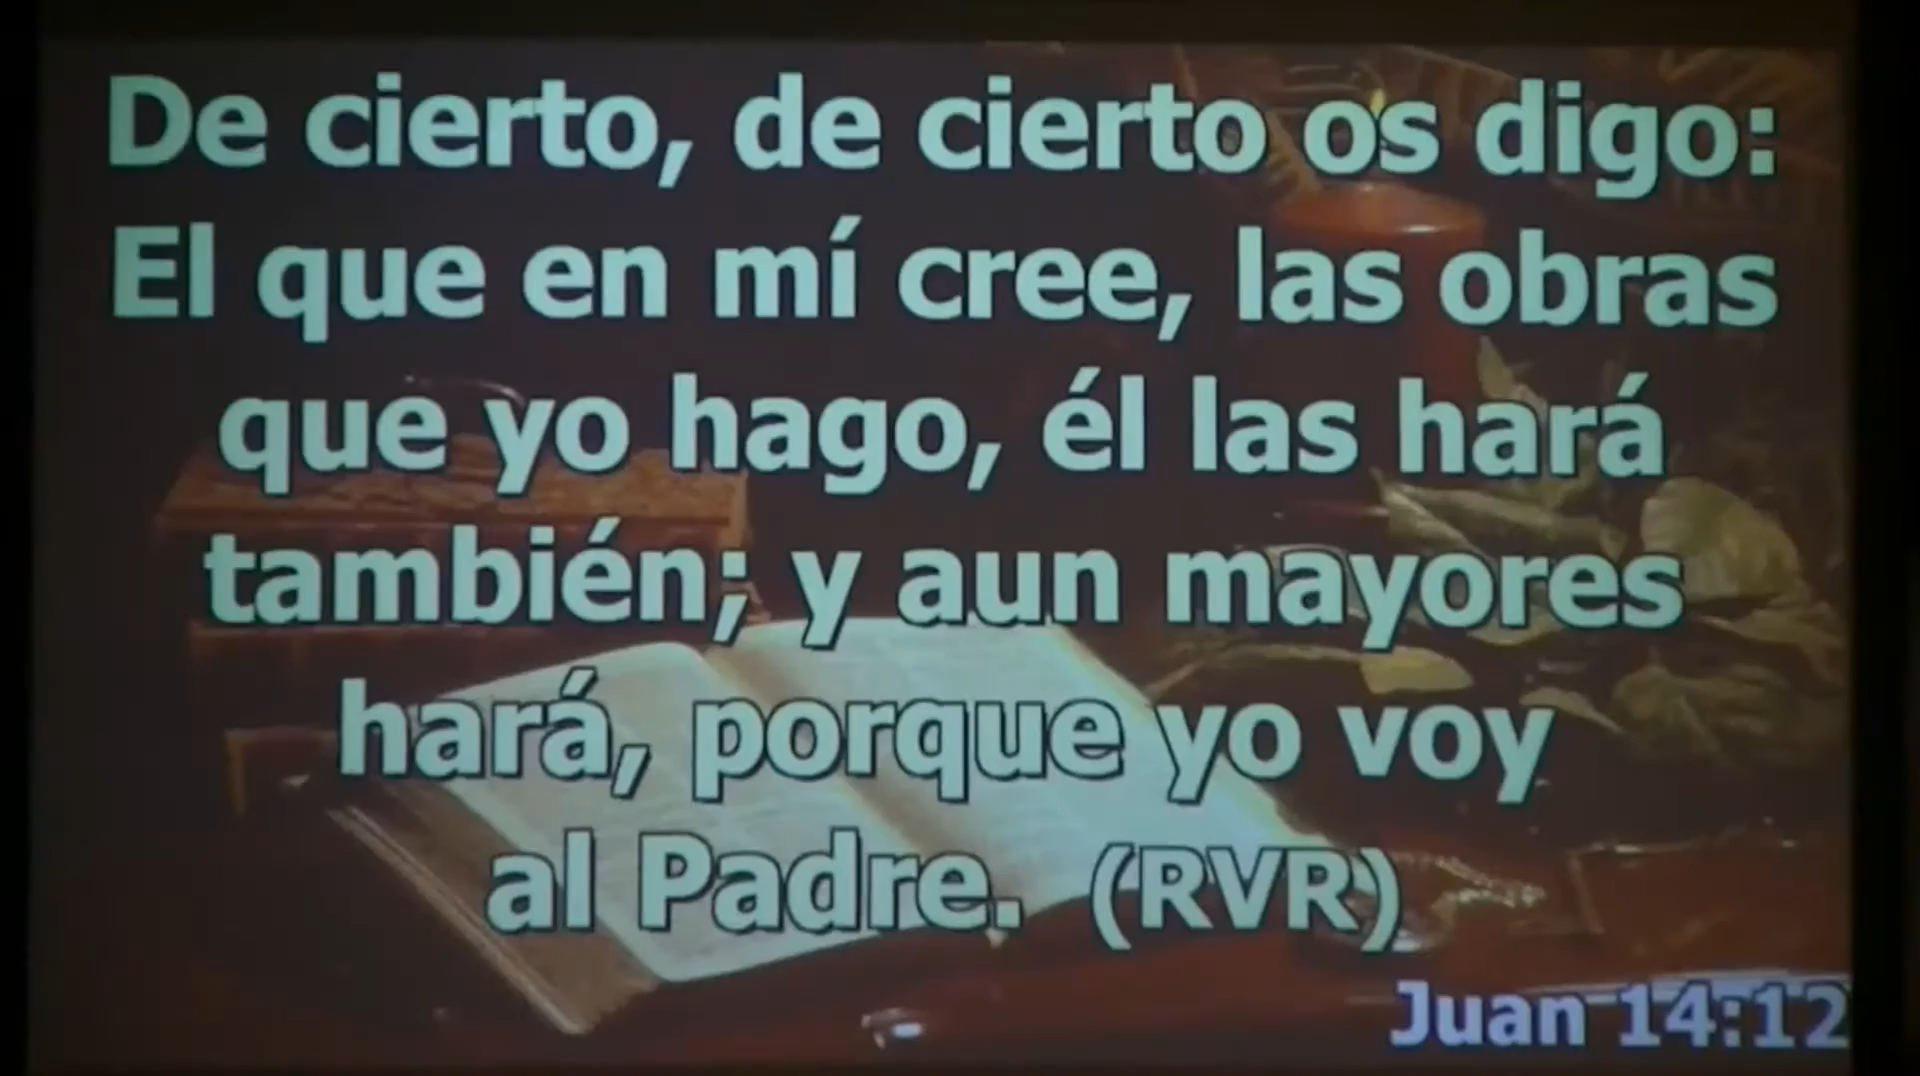 De cierto, de cierto os digo:
El que en mí cree, las obras
que yo hago, él las hará
también; y aun mayores
hará, porque yo voy
al Padre. (RVR)
Juan 14:12